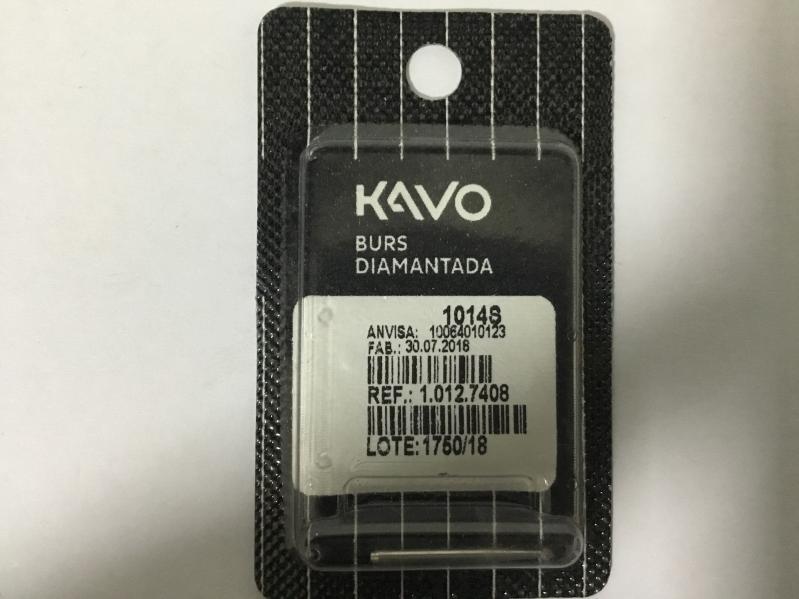 KAVO
BURS
DIAMANTADA
1014S
ANVISA: 10064010123
FAB.: 30.07.2018
REF.: 1.012.7408
LOTE: 1750/18